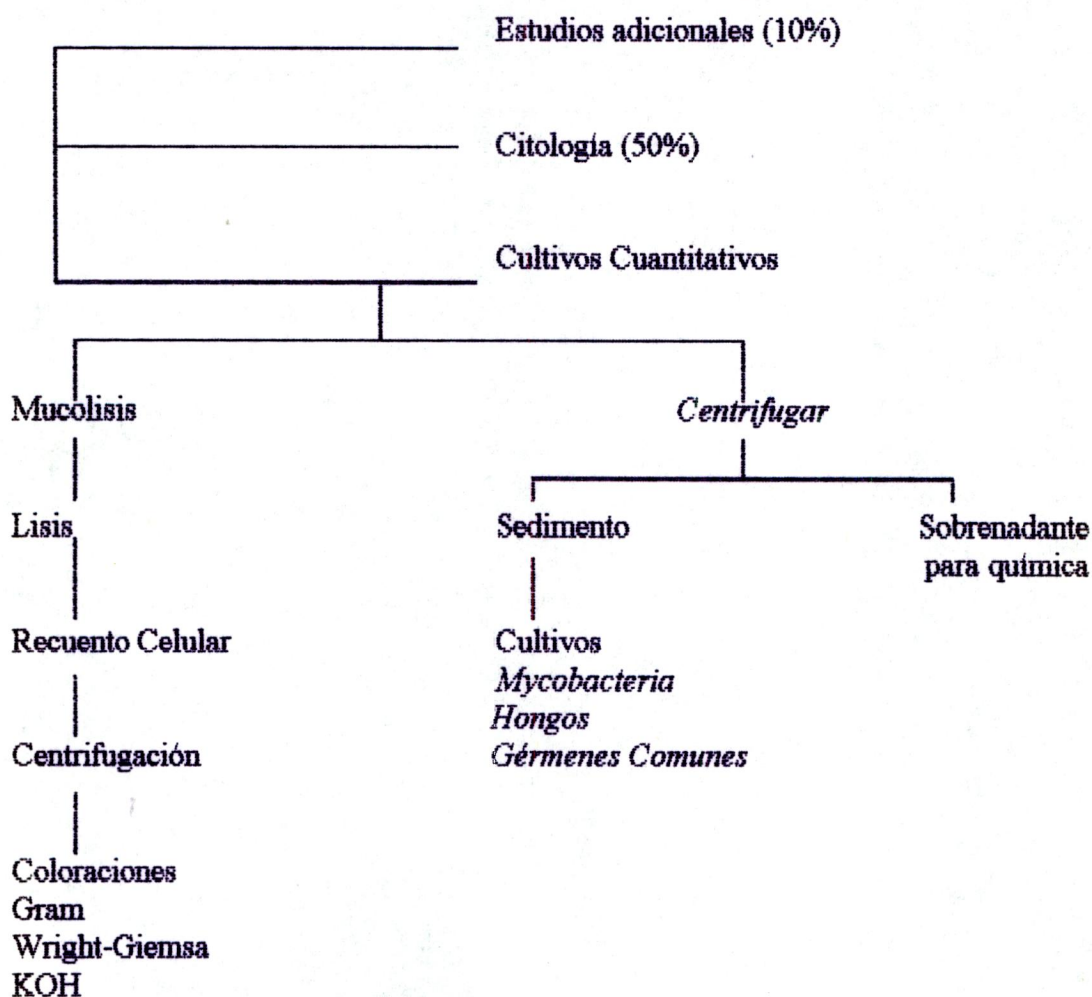 Estudios adicionales (10%)
Citología (50%)
Cultivos Cuantitativos
Mucolisis
Centrifugar
Lisis
Sedimento
Sobrenadante
para química
Recuento Celular
Cultivos
Mycobacteria
Hongos
Gérmenes Comunes
Centrifugación
Coloraciones
Gram
Wright-Giemsa
KOH